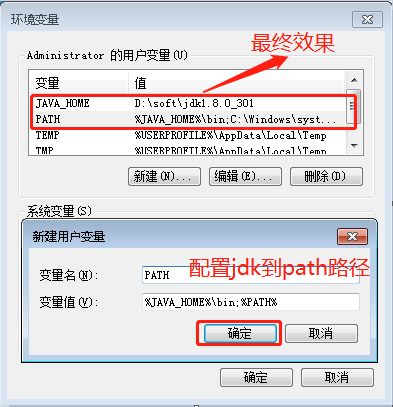 环境变量
最终效果
Administrator 的用户变量(U)
变量 值
JAVA_HOME D:\soft\jdk1.8.0_301
PATH %JAVA_HOME%\bin;C:\Windows\syst...
TEMP %USERPROFILE%\AppData\Local\Temp
TMP %USERPROFILE%\AppData\Local\Temp
新建(N)... 编辑(E)... 删除(D)
系统变量(S)
新建用户变量
配置jdk到path路径
变量名(N): PATH
变量值(V): %JAVA_HOME%\bin;%PATH%
确定 取消
确定 取消